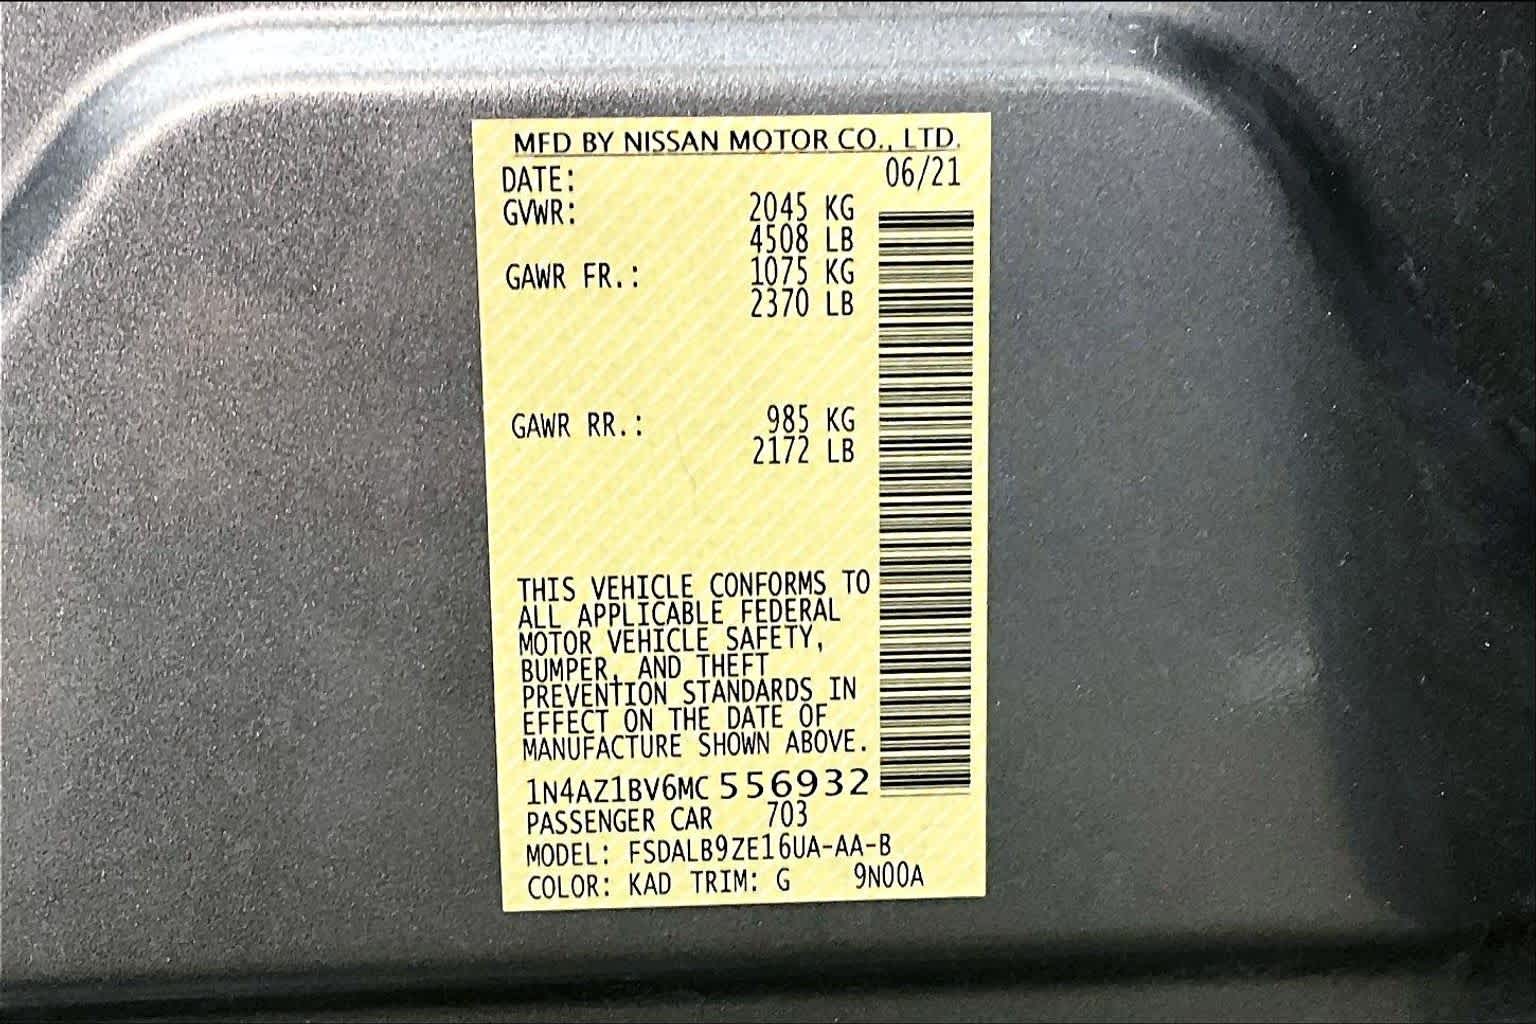 MFD BY NISSAN MOTOR CO., LTD.
DATE: 06/21
GVWR: 2045 KG
4508 LB
GAWR FR.: 1075 KG
2370 LB
GAWR RR.: 985 KG
2172 LB
THIS VEHICLE CONFORMS TO
ALL APPLICABLE FEDERAL
MOTOR VEHICLE SAFETY,
BUMPER, AND THEFT
PREVENTION STANDARDS IN
EFFECT ON THE DATE OF
MANUFACTURE SHOWN ABOVE.
1N4AZ1BV6MC 556932
PASSENGER CAR 703
MODEL: FSDALB9ZE16UA-AA-B
COLOR: KAD TRIM: G 9N00A